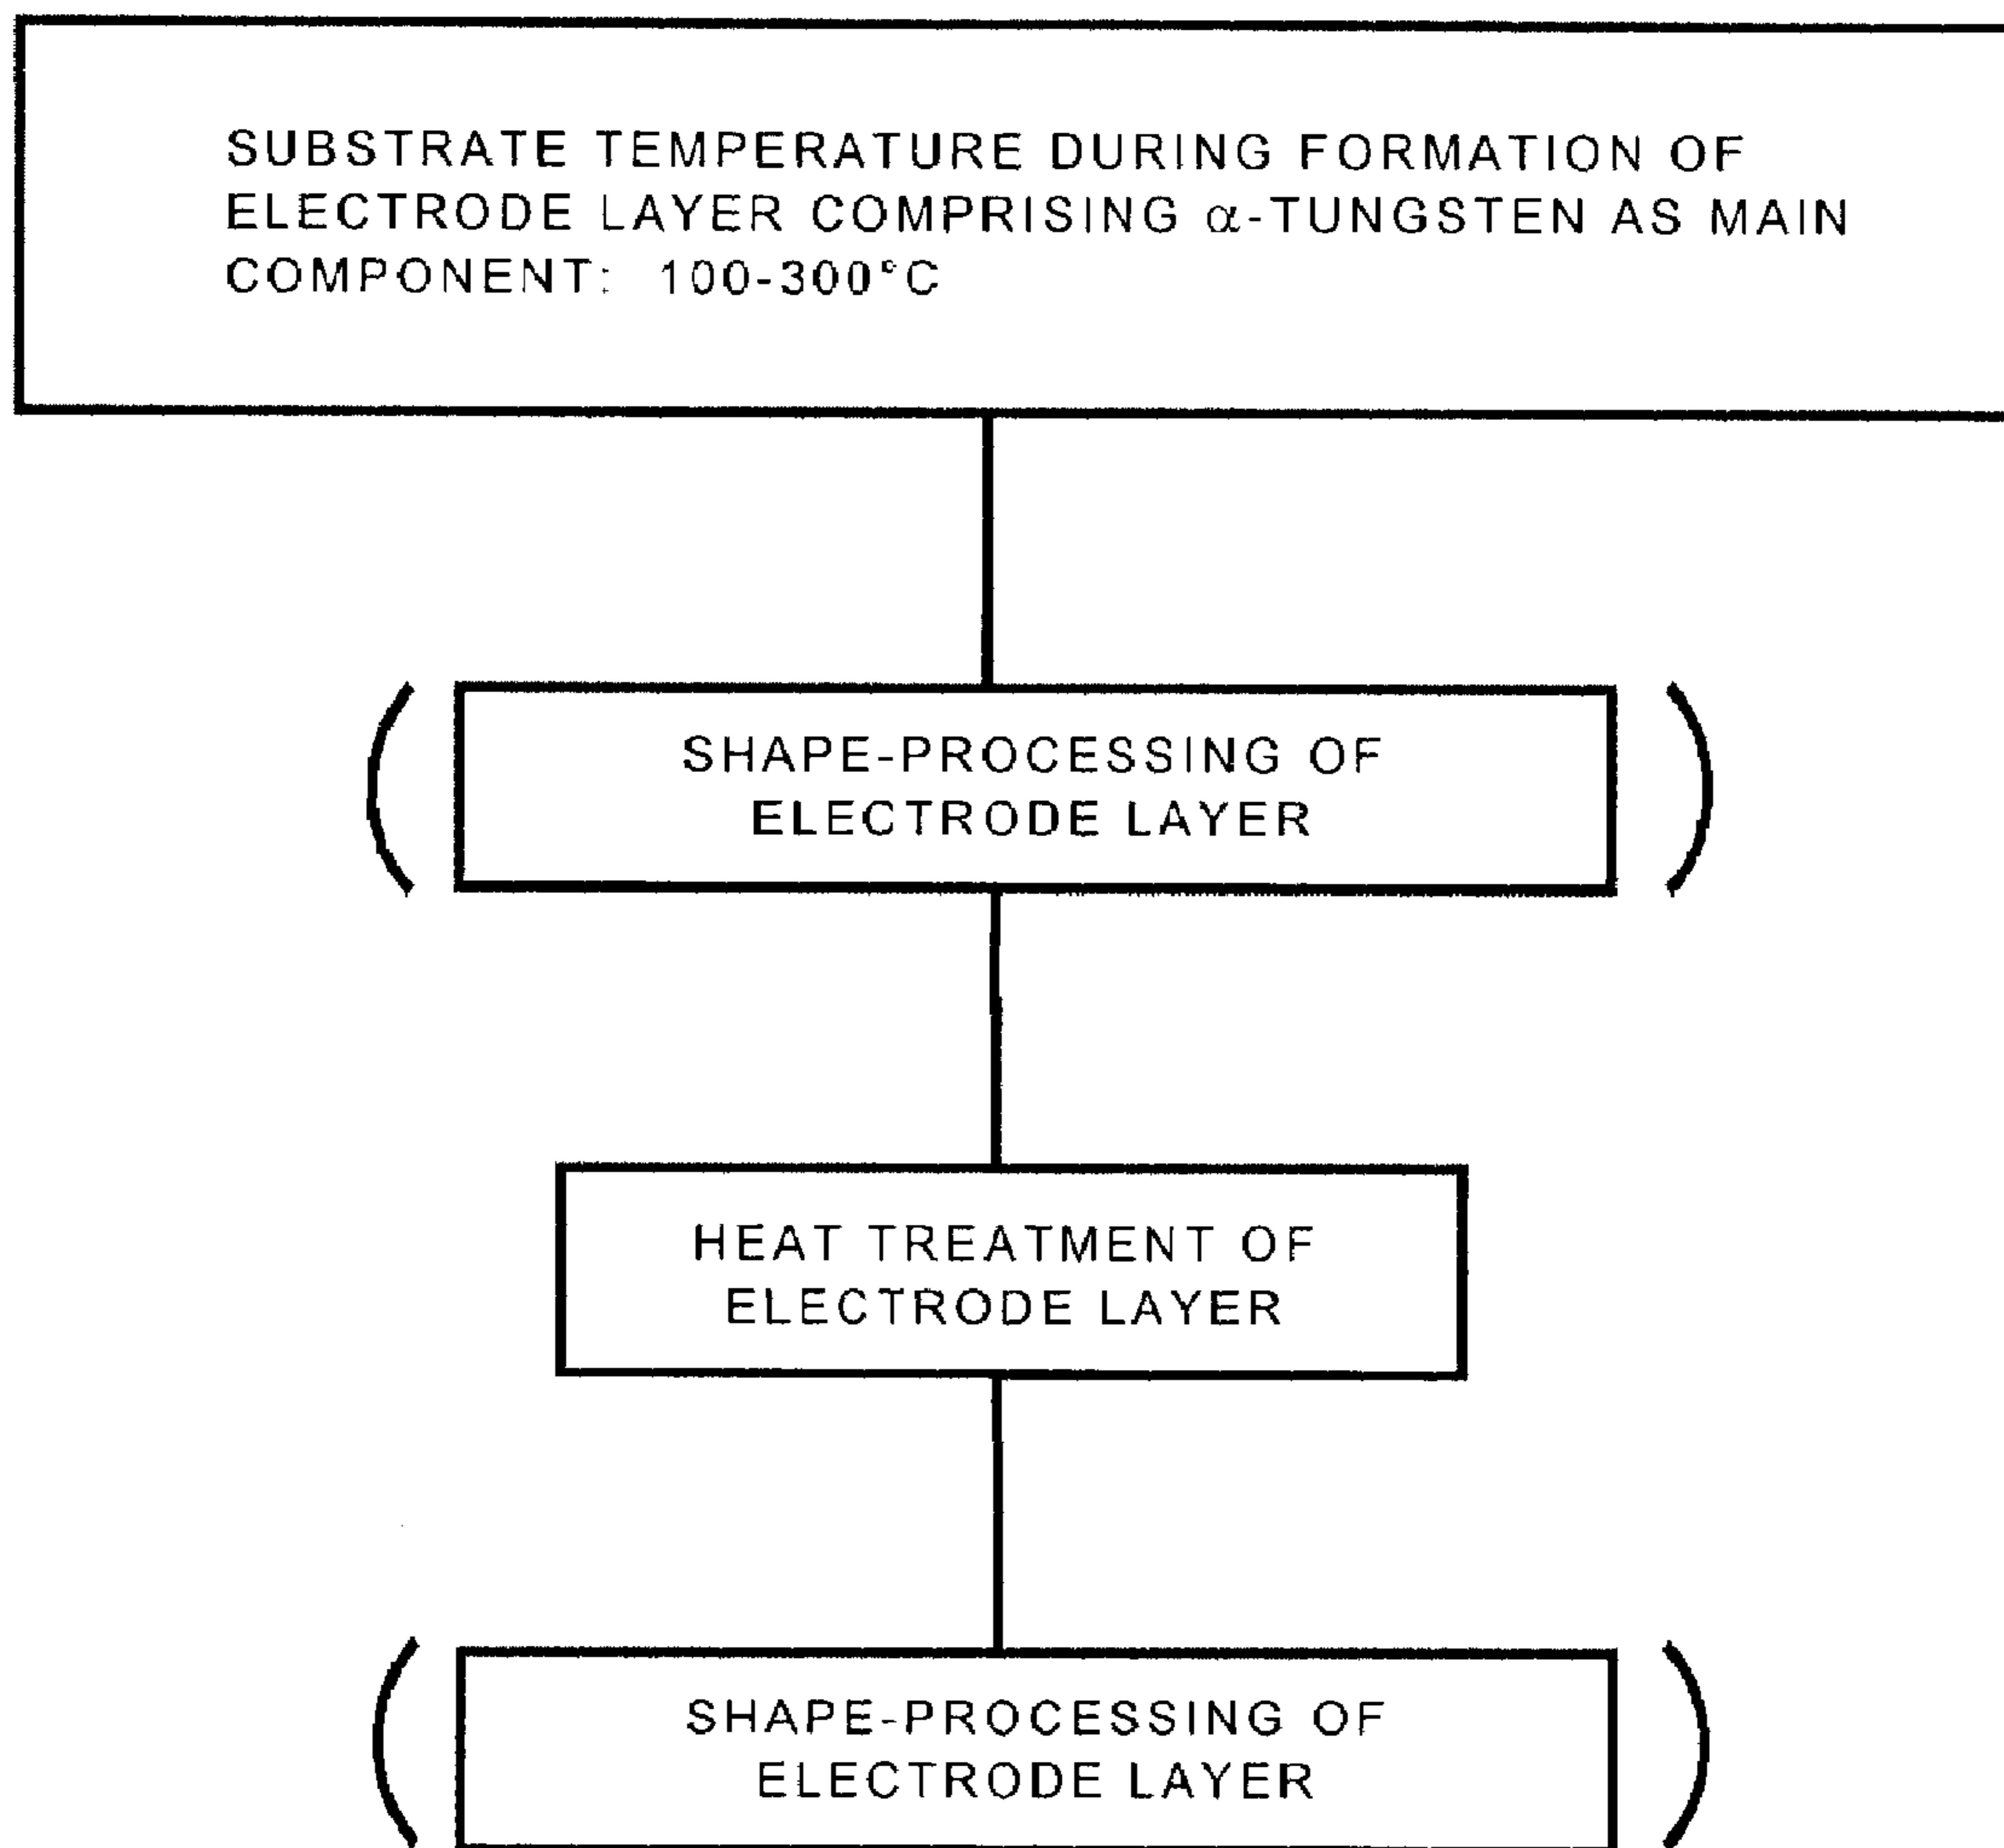 SUBSTRATE TEMPERATURE DURING FORMATION OF
ELECTRODE LAYER COMPRISING α-TUNGSTEN AS MAIN
COMPONENT: 100-300°C
SHAPE-PROCESSING OF
ELECTRODE LAYER
HEAT TREATMENT OF
ELECTRODE LAYER
SHAPE-PROCESSING OF
ELECTRODE LAYER